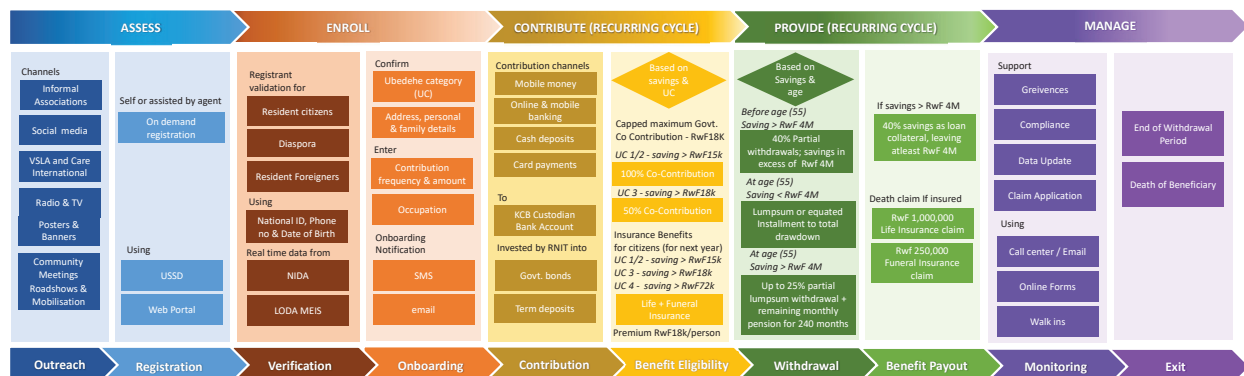 ASSESS
ENROLL
CONTRIBUTE (RECURRING CYCLE)
PROVIDE (RECURRING CYCLE)
MANAGE
Channels
Informal
Associations
Social media
VSLA and Care
International
Radio & TV
Posters &
Banners
Community
Meetings
Roadshows &
Mobilisation
Outreach
Self or assisted by agent
On demand
registration
Using
USSD
Web Portal
Registration
Registrant
validation for
Resident citizens
Diaspora
Resident Foreigners
Using
National ID, Phone
no & Date of Birth
Real time data from
NIDA
LODA MEIS
Verification
Confirm
Ubedehe category
(UC)
Address, personal
& family details
Enter
Contribution
frequency & amount
Occupation
Onboarding
Notification
SMS
email
Onboarding
Contribution channels
Mobile money
Online & mobile
banking
Cash deposits
Card payments
To
KCB Custodian
Bank Account
Invested by RNIT into
Govt. bonds
Term deposits
Contribution
Based on
savings &
UC
Capped maximum Govt.
Co Contribution - RwF18K
UC 1/2 - saving > RwF15k
100% Co-Contribution
UC 3 - saving > RwF18k
50% Co-Contribution
Insurance Benefits
for citizens (for next year)
UC 1/2 - saving > RwF15k
UC 3 - saving > RwF18k
UC 4 - saving > RwF72k
Life + Funeral
Insurance
Premium RwF18k/person
Benefit Eligibility
Based on
Savings &
age
Before age (55)
Saving > RwF 4M
40% Partial
withdrawals; savings in
excess of Rwf 4M
At age (55)
Saving < RwF 4M
Lumpsum or equated
Installment to total
drawdown
At age (55)
Saving > RwF 4M
Up to 25% partial
lumpsum withdrawal +
remaining monthly
pension for 240 months
Withdrawal
If savings > RwF 4M
40% savings as loan
collateral, leaving
atleast RwF 4M
Death claim If insured
RwF 1,000,000
Life Insurance claim
Rwf 250,000
Funeral Insurance
claim
Benefit Payout
Support
Greivences
Compliance
Data Update
Claim Application
Using
Call center / Email
Online Forms
Walk ins
Monitoring
End of Withdrawal
Period
Death of Beneficiary
Exit